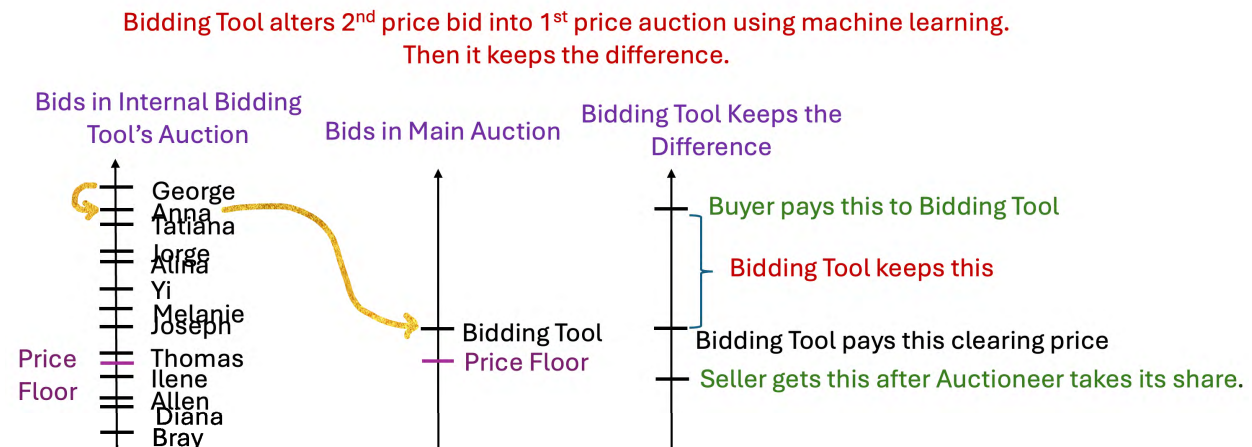 Bidding Tool alters 2nd price bid into 1st price auction using machine learning.
Then it keeps the difference.
Bids in Internal Bidding
Tool's Auction
George
Anna
Tatiana
Jorge
Alina
Yi
Melanie
Joseph
Thomas
Price
Floor
Ilene
Allen
Diana
Bray
Bids in Main Auction
Bidding Tool
Price Floor
Bidding Tool Keeps the
Difference
Buyer pays this to Bidding Tool
Bidding Tool keeps this
Bidding Tool pays this clearing price
Seller gets this after Auctioneer takes its share.